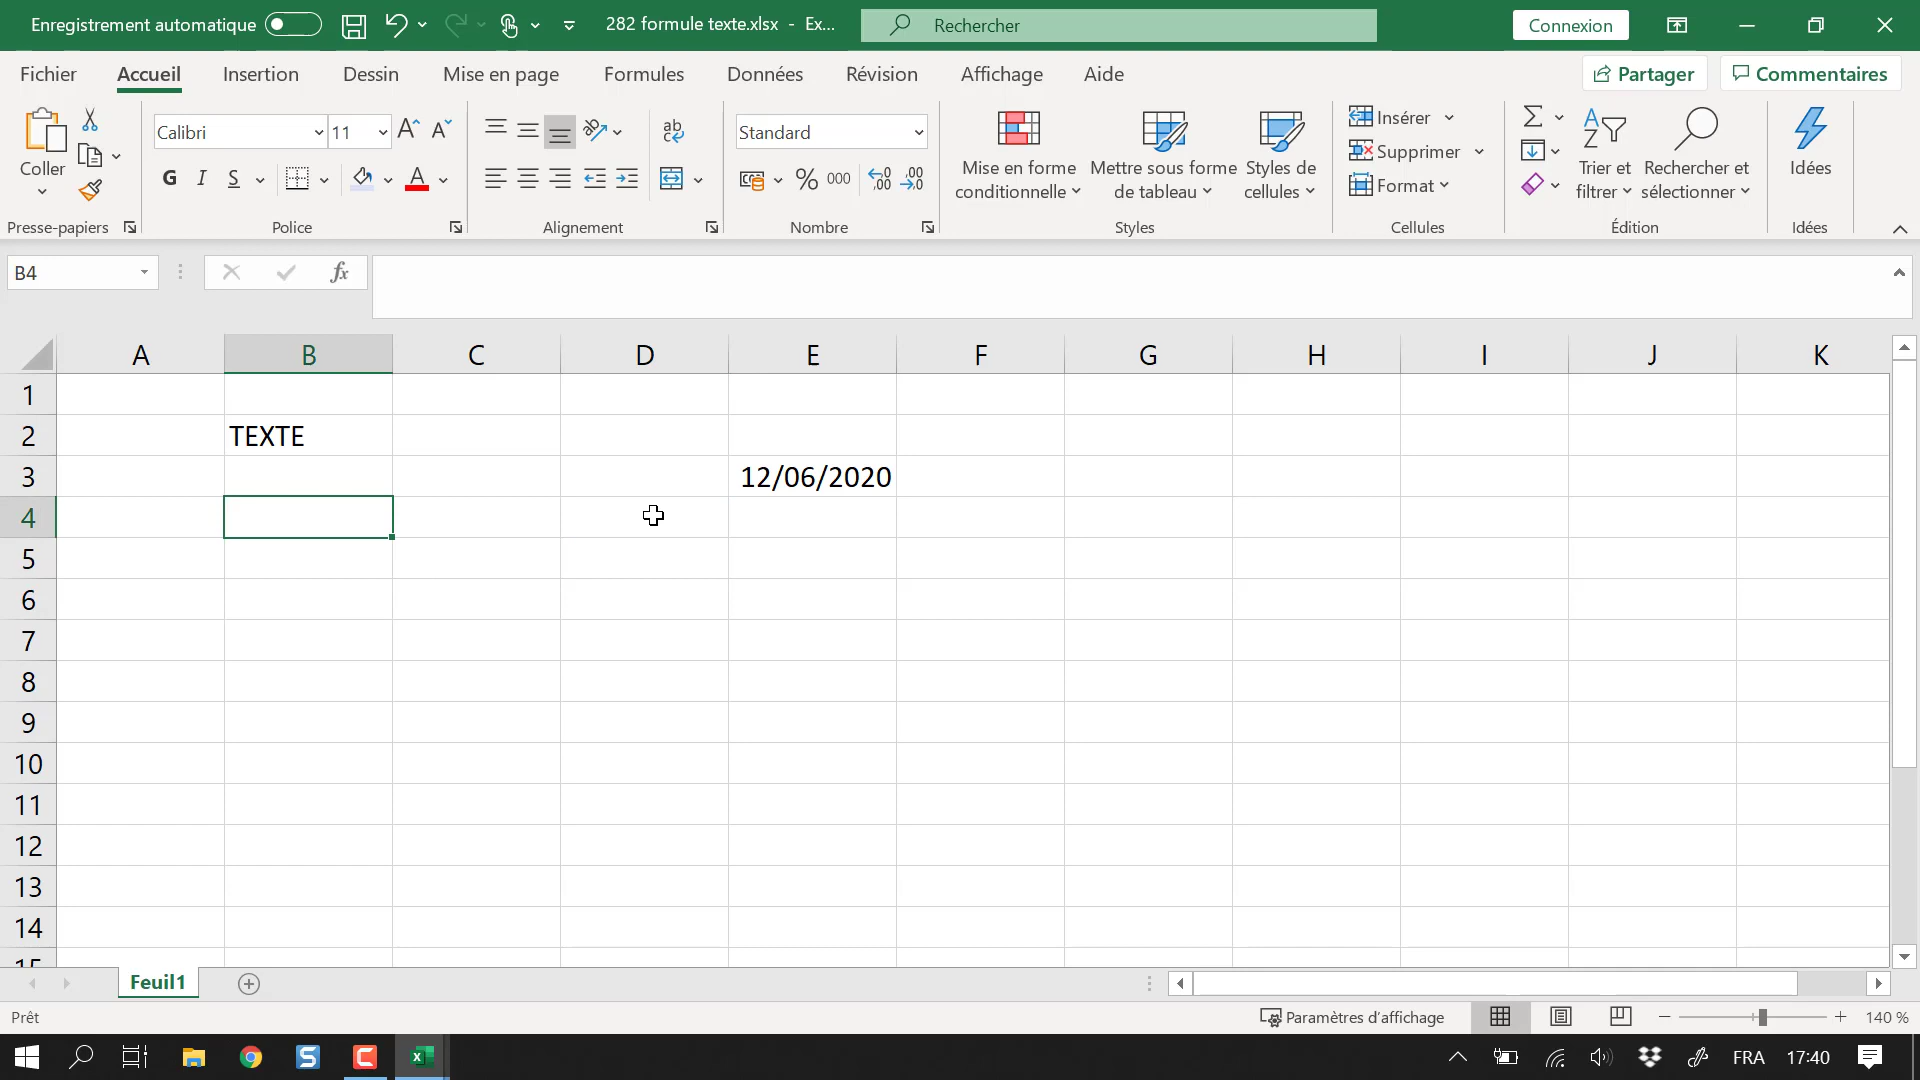 Enregistrement automatique
282 formule texte.xlsx - Ex...
Rechercher
Connexion
Fichier Accueil Insertion Dessin Mise en page Formules Données Révision Affichage Aide
Partager
Commentaires
Coller
Presse-papiers
Calibri 11
G I S A
Police
ab
Alignement
Standard
% 000
Nombre
Mise en forme conditionnelle
Mettre sous forme de tableau
Styles de cellules
Styles
Insérer
Supprimer
Format
Cellules
Trier et filtrer
Rechercher et sélectionner
Édition
Idées
Idées
B4
fx
A B C D E F G H I J K
1
2 TEXTE
3 12/06/2020
4
5
6
7
8
9
10
11
12
13
14
15
Feuil1
Prêt
Paramètres d'affichage
140 %
FRA 17:40